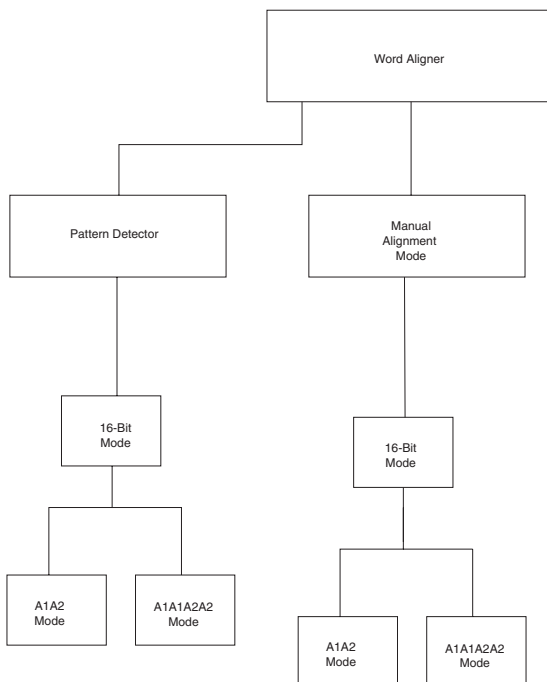 Word Aligner
Pattern Detector
Manual
Alignment
Mode
16-Bit
Mode
16-Bit
Mode
A1A2
Mode
A1A1A2A2
Mode
A1A2
Mode
A1A1A2A2
Mode